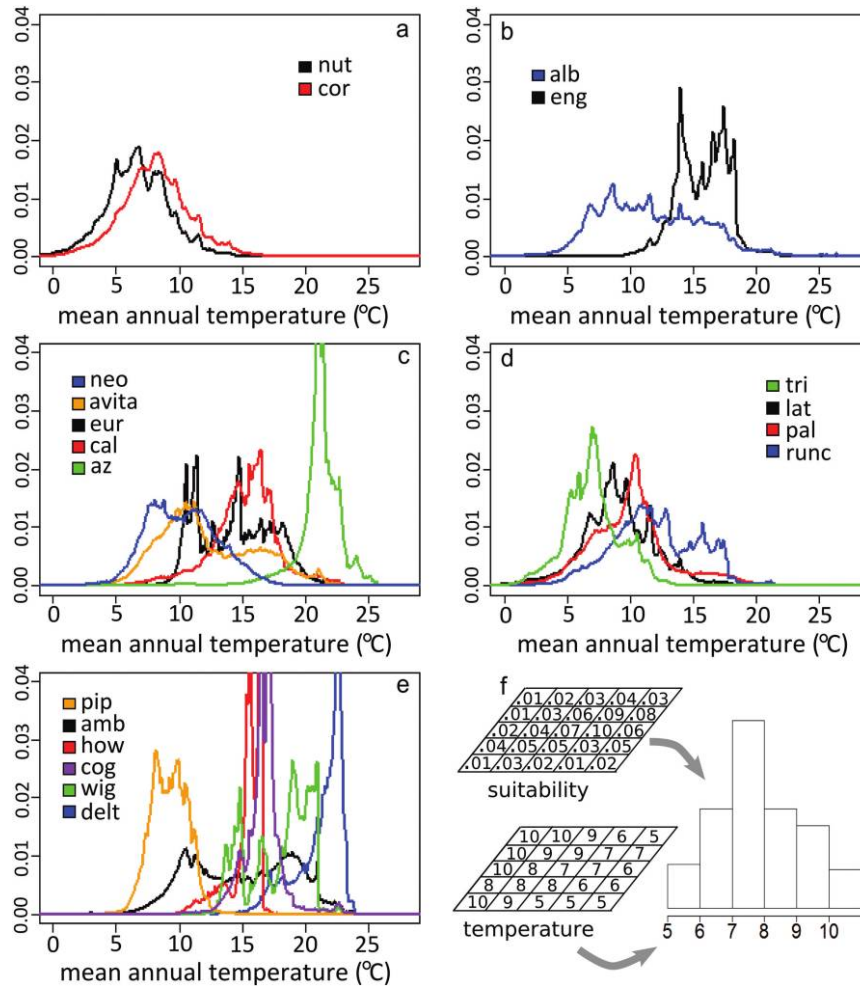 a
0.04
0.03
0.02
0.01
0.00
nut
cor
0 5 10 15 20 25
mean annual temperature (°C)
b
0.04
0.03
0.02
0.01
0.00
alb
eng
0 5 10 15 20 25
mean annual temperature (°C)
c
0.04
0.03
0.02
0.01
0.00
neo
avita
eur
cal
az
0 5 10 15 20 25
mean annual temperature (°C)
d
0.04
0.03
0.02
0.01
0.00
tri
lat
pal
runc
0 5 10 15 20 25
mean annual temperature (°C)
e
0.04
0.03
0.02
0.01
0.00
pip
amb
how
cog
wig
delt
0 5 10 15 20 25
mean annual temperature (°C)
f
.01 .02 .03 .04 .03
.01 .03 .06 .09 .08
.02 .04 .07 .10 .06
.04 .05 .05 .03 .05
.01 .03 .02 .01 .02
suitability
10 10 9 6 5
10 9 9 7 7
10 8 7 7 6
8 8 8 6 6
10 9 5 5 5
temperature
5 6 7 8 9 10